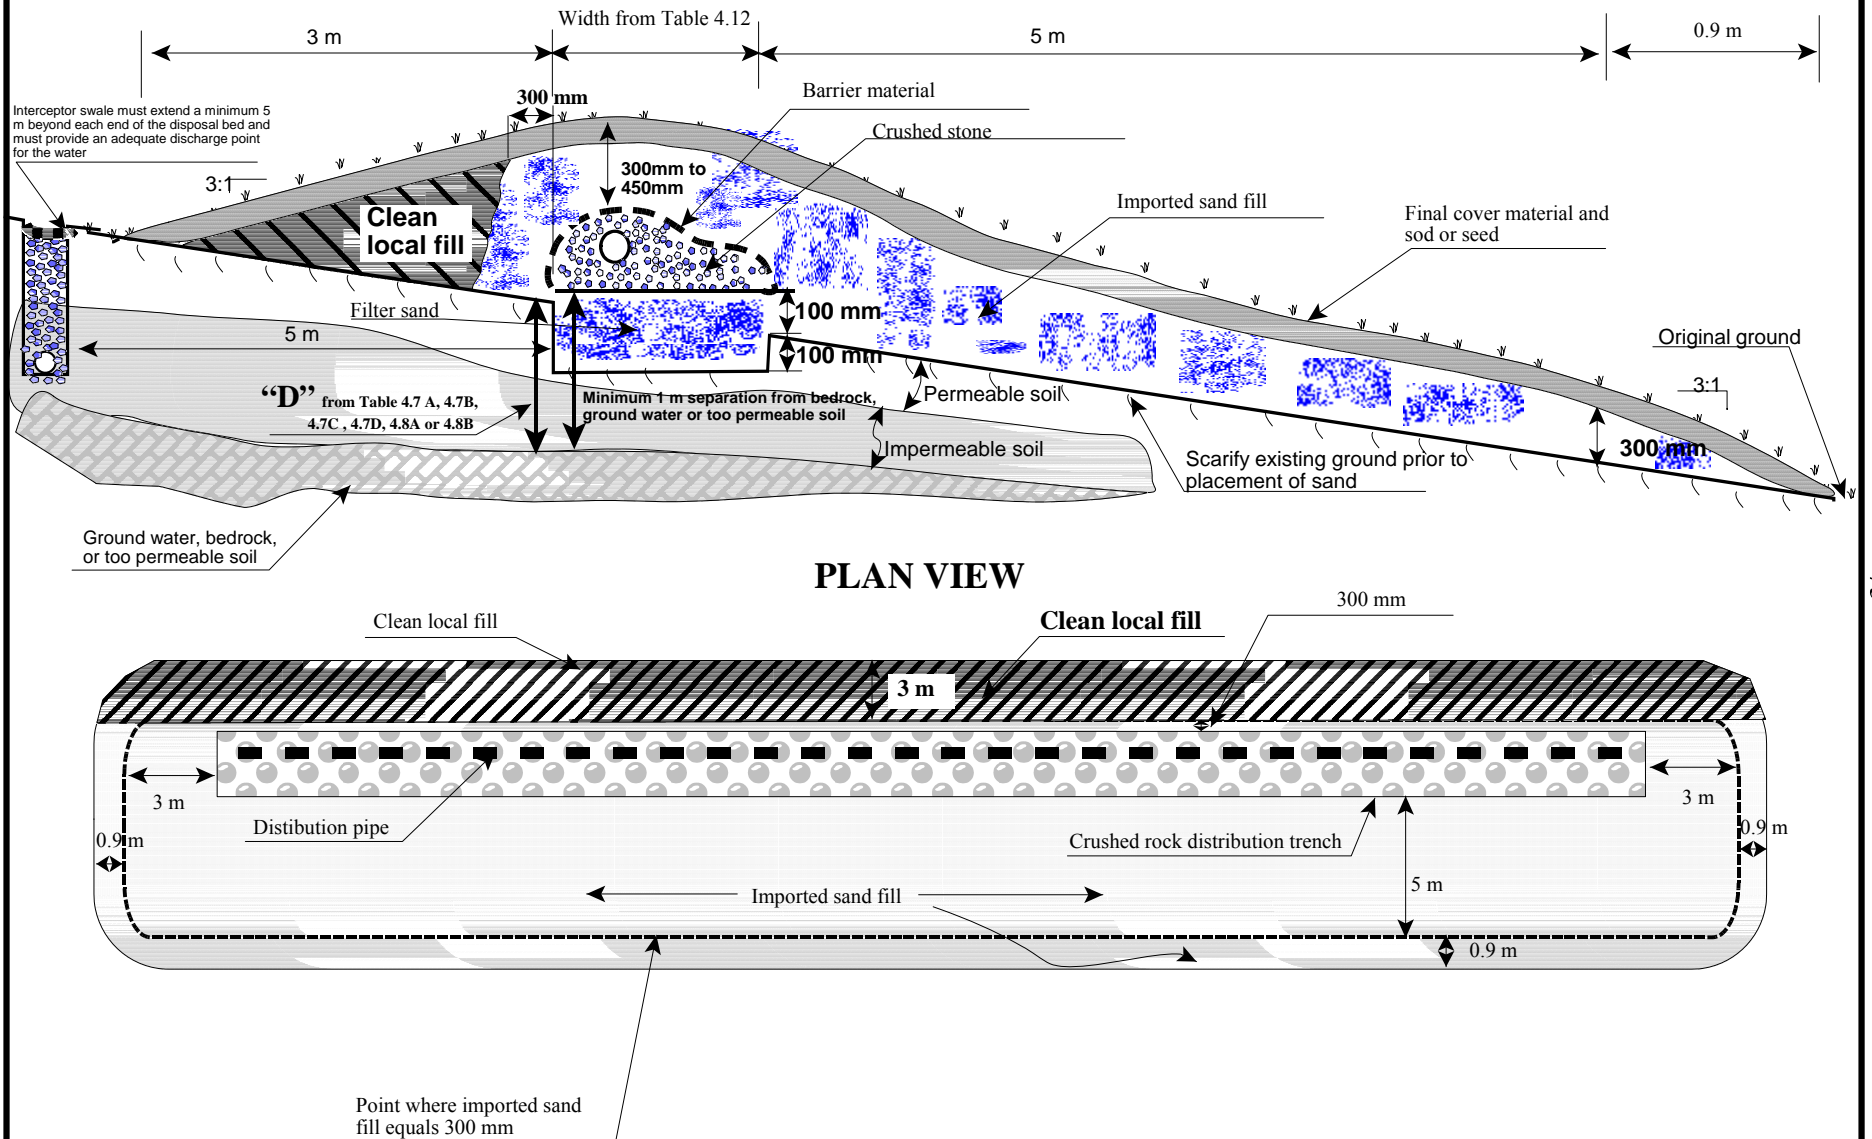 Width from Table 4.12
3 m
5 m
0.9 m
Interceptor swale must extend a minimum 5
m beyond each end of the disposal bed and
must provide an adequate discharge point
for the water
300 mm
Barrier material
Crushed stone
3:1
300mm to
450mm
Clean
local fill
Imported sand fill
Final cover material and
sod or seed
Filter sand
100 mm
5 m
100 mm
Original ground
3:1
"D" from Table 4.7 A, 4.7B,
4.7C , 4.7D, 4.8A or 4.8B
Minimum 1 m separation from bedrock,
ground water or too permeable soil
Permeable soil
Impermeable soil
300 mm
Scarify existing ground prior to
placement of sand
Ground water, bedrock,
or too permeable soil
PLAN VIEW
300 mm
Clean local fill
Clean local fill
3 m
3 m
3 m
Distibution pipe
Crushed rock distribution trench
0.9 m
0.9 m
Imported sand fill
5 m
0.9 m
Point where imported sand
fill equals 300 mm